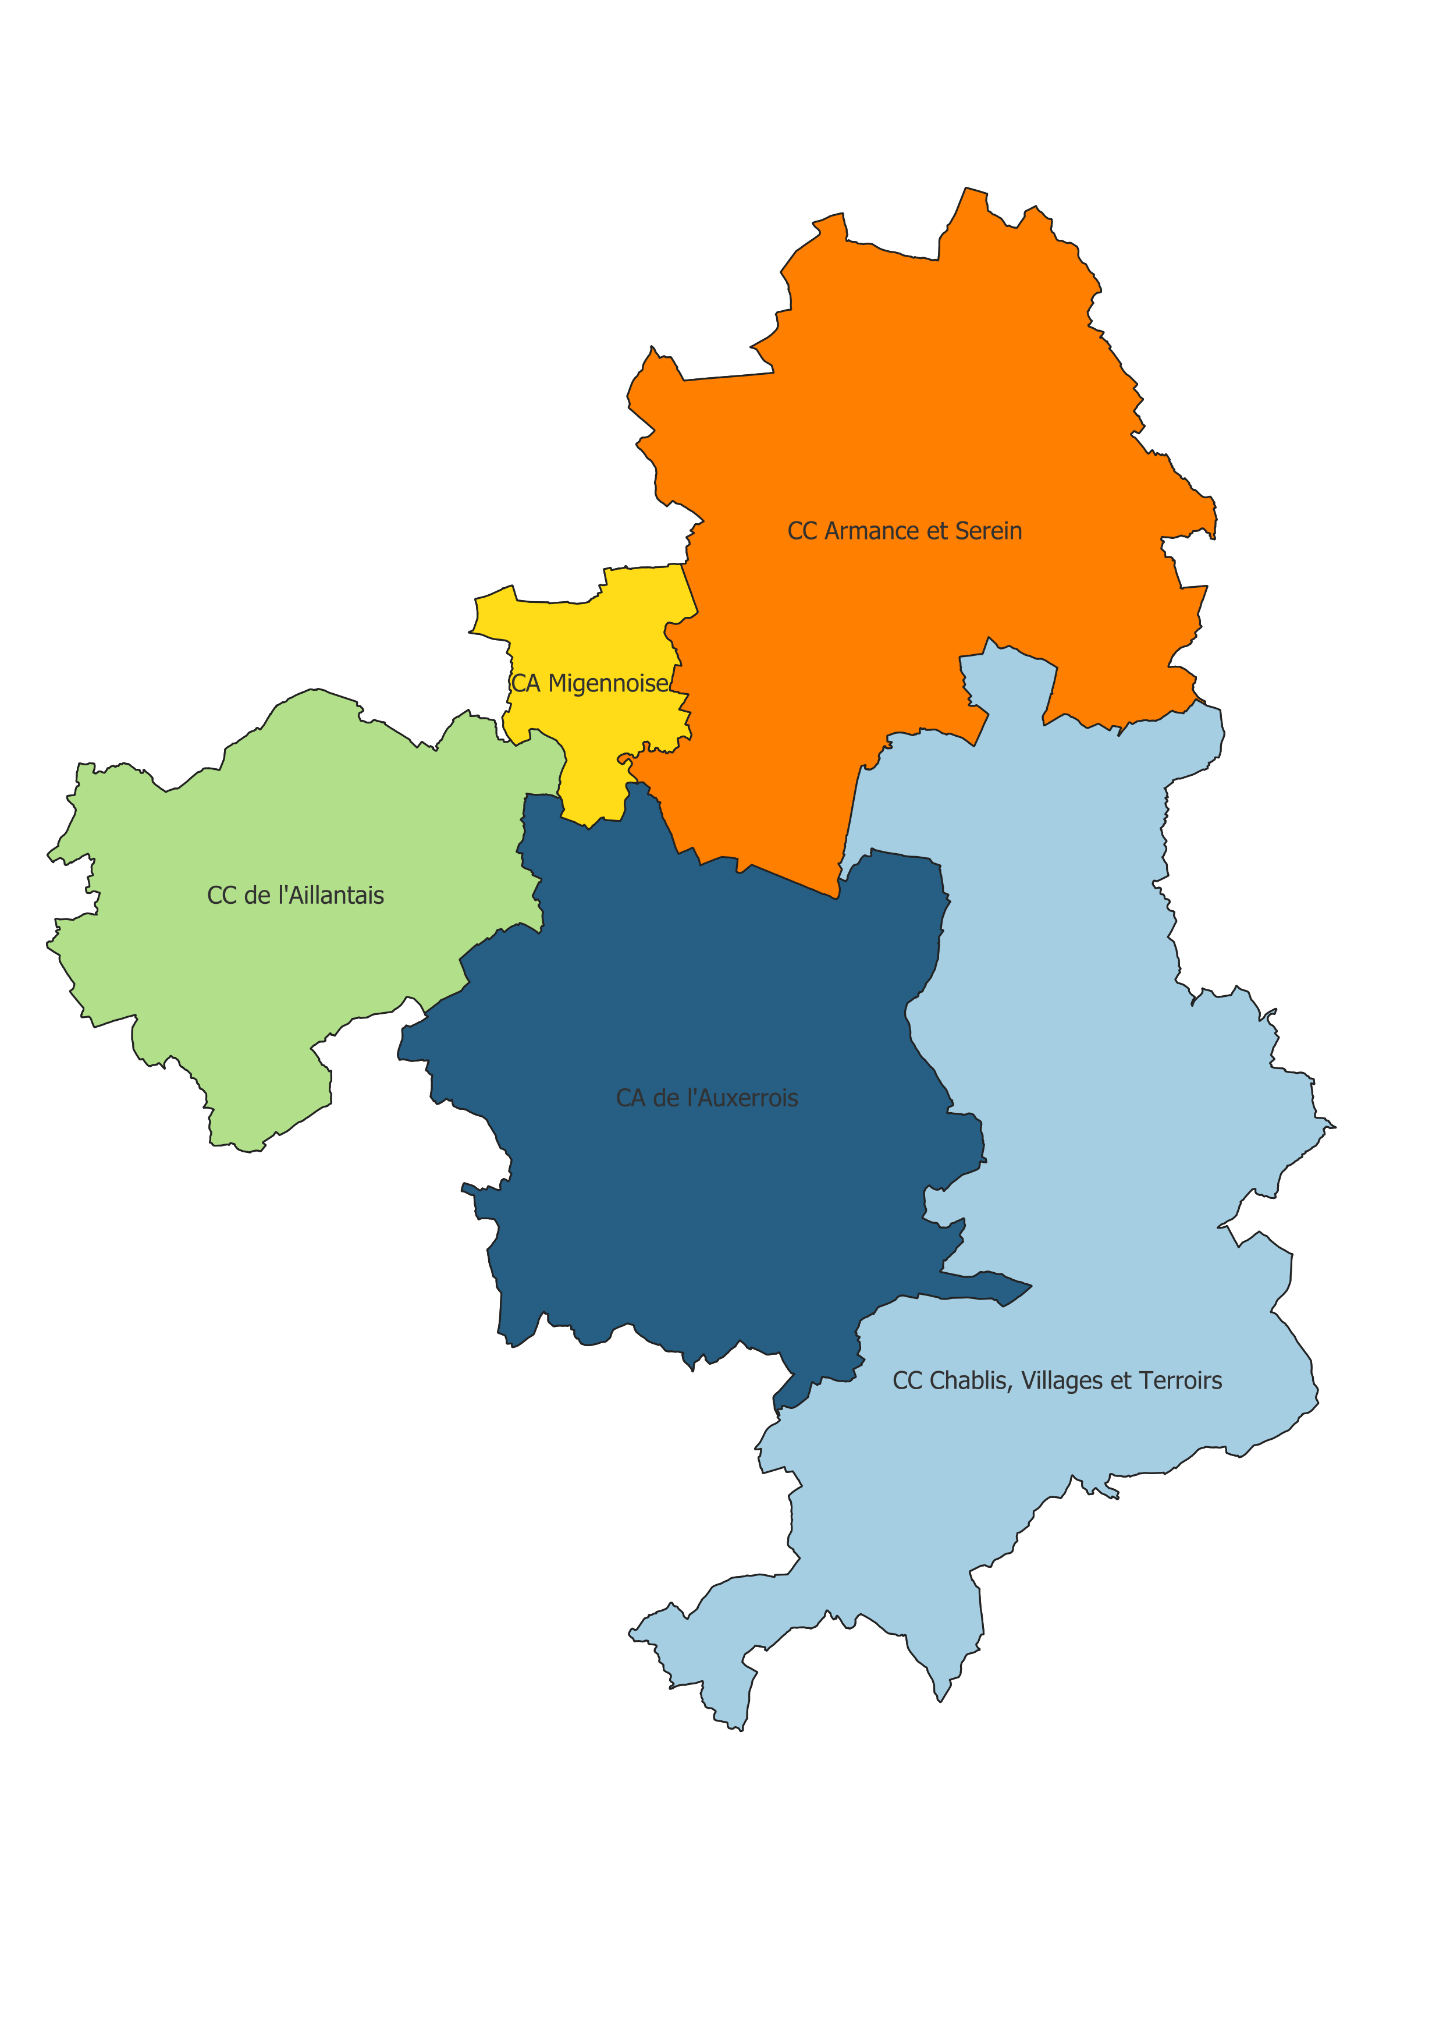 CC Armance et Serein
CA Migennoise
CC de l'Aillantais
CA de l'Auxerrois
CC Chablis, Villages et Terroirs